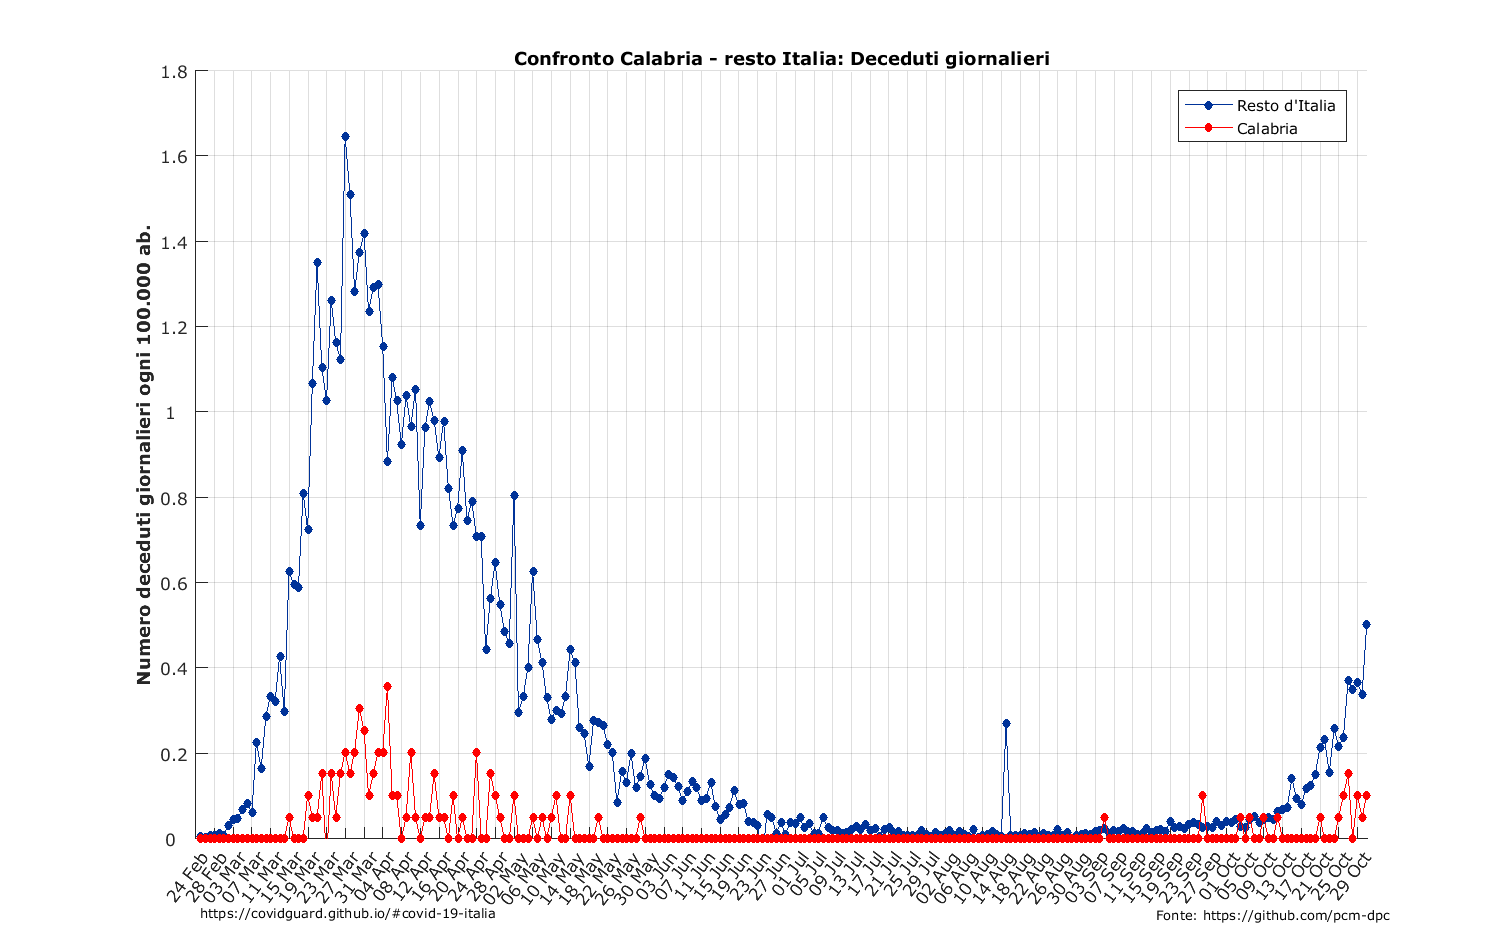 Confronto Calabria - resto Italia: Deceduti giornalieri
Numero deceduti giornalieri ogni 100.000 ab.
1.8
1.6
1.4
1.2
1
0.8
0.6
0.4
0.2
0
Resto d'Italia
Calabria
24 Feb
28 Feb
03 Mar
07 Mar
11 Mar
15 Mar
19 Mar
23 Mar
27 Mar
31 Mar
04 Apr
08 Apr
12 Apr
16 Apr
20 Apr
24 Apr
28 Apr
02 May
06 May
10 May
14 May
18 May
22 May
26 May
30 May
03 Jun
07 Jun
11 Jun
15 Jun
19 Jun
23 Jun
27 Jun
01 Jul
05 Jul
09 Jul
13 Jul
17 Jul
21 Jul
25 Jul
29 Jul
02 Aug
06 Aug
10 Aug
14 Aug
18 Aug
22 Aug
26 Aug
30 Aug
03 Sep
07 Sep
11 Sep
15 Sep
19 Sep
23 Sep
27 Sep
01 Oct
05 Oct
09 Oct
13 Oct
17 Oct
21 Oct
25 Oct
29 Oct
https://covidguard.github.io/#covid-19-italia
Fonte: https://github.com/pcm-dpc